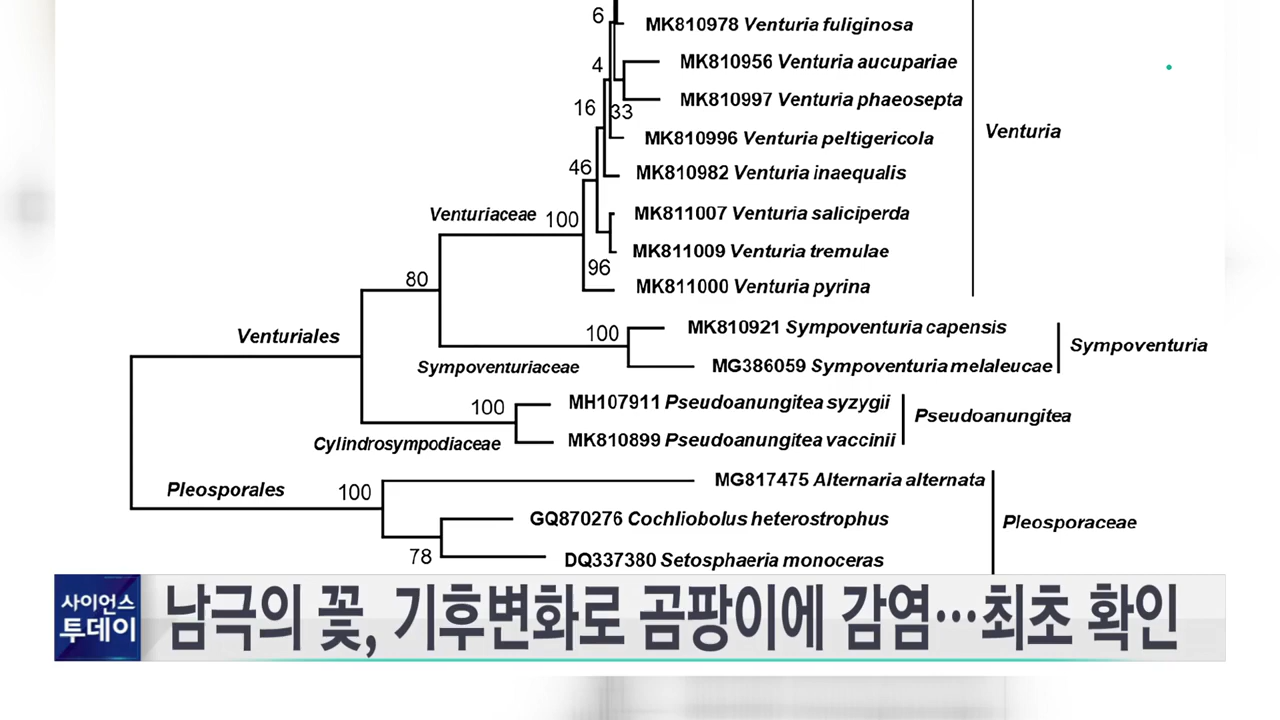 6
MK810978 Venturia fuliginosa
4
MK810956 Venturia aucupariae
16
33
MK810997 Venturia phaeosepta
MK810996 Venturia peltigericola
Venturia
46
MK810982 Venturia inaequalis
Venturiaceae 100
MK811007 Venturia saliciperda
MK811009 Venturia tremulae
96
80
MK811000 Venturia pyrina
Venturiales
100
MK810921 Sympoventuria capensis
Sympoventuria
Sympoventuriaceae
MG386059 Sympoventuria melaleucae
100
MH107911 Pseudoanungitea syzygii
Pseudoanungitea
Cylindrosympodiaceae
MK810899 Pseudoanungitea vaccinii
Pleosporales
100
MG817475 Alternaria alternata
GQ870276 Cochliobolus heterostrophus
Pleosporaceae
78
DQ337380 Setosphaeria monoceras
사이언스
투데이
남극의 꽃, 기후변화로 곰팡이에 감염…최초 확인